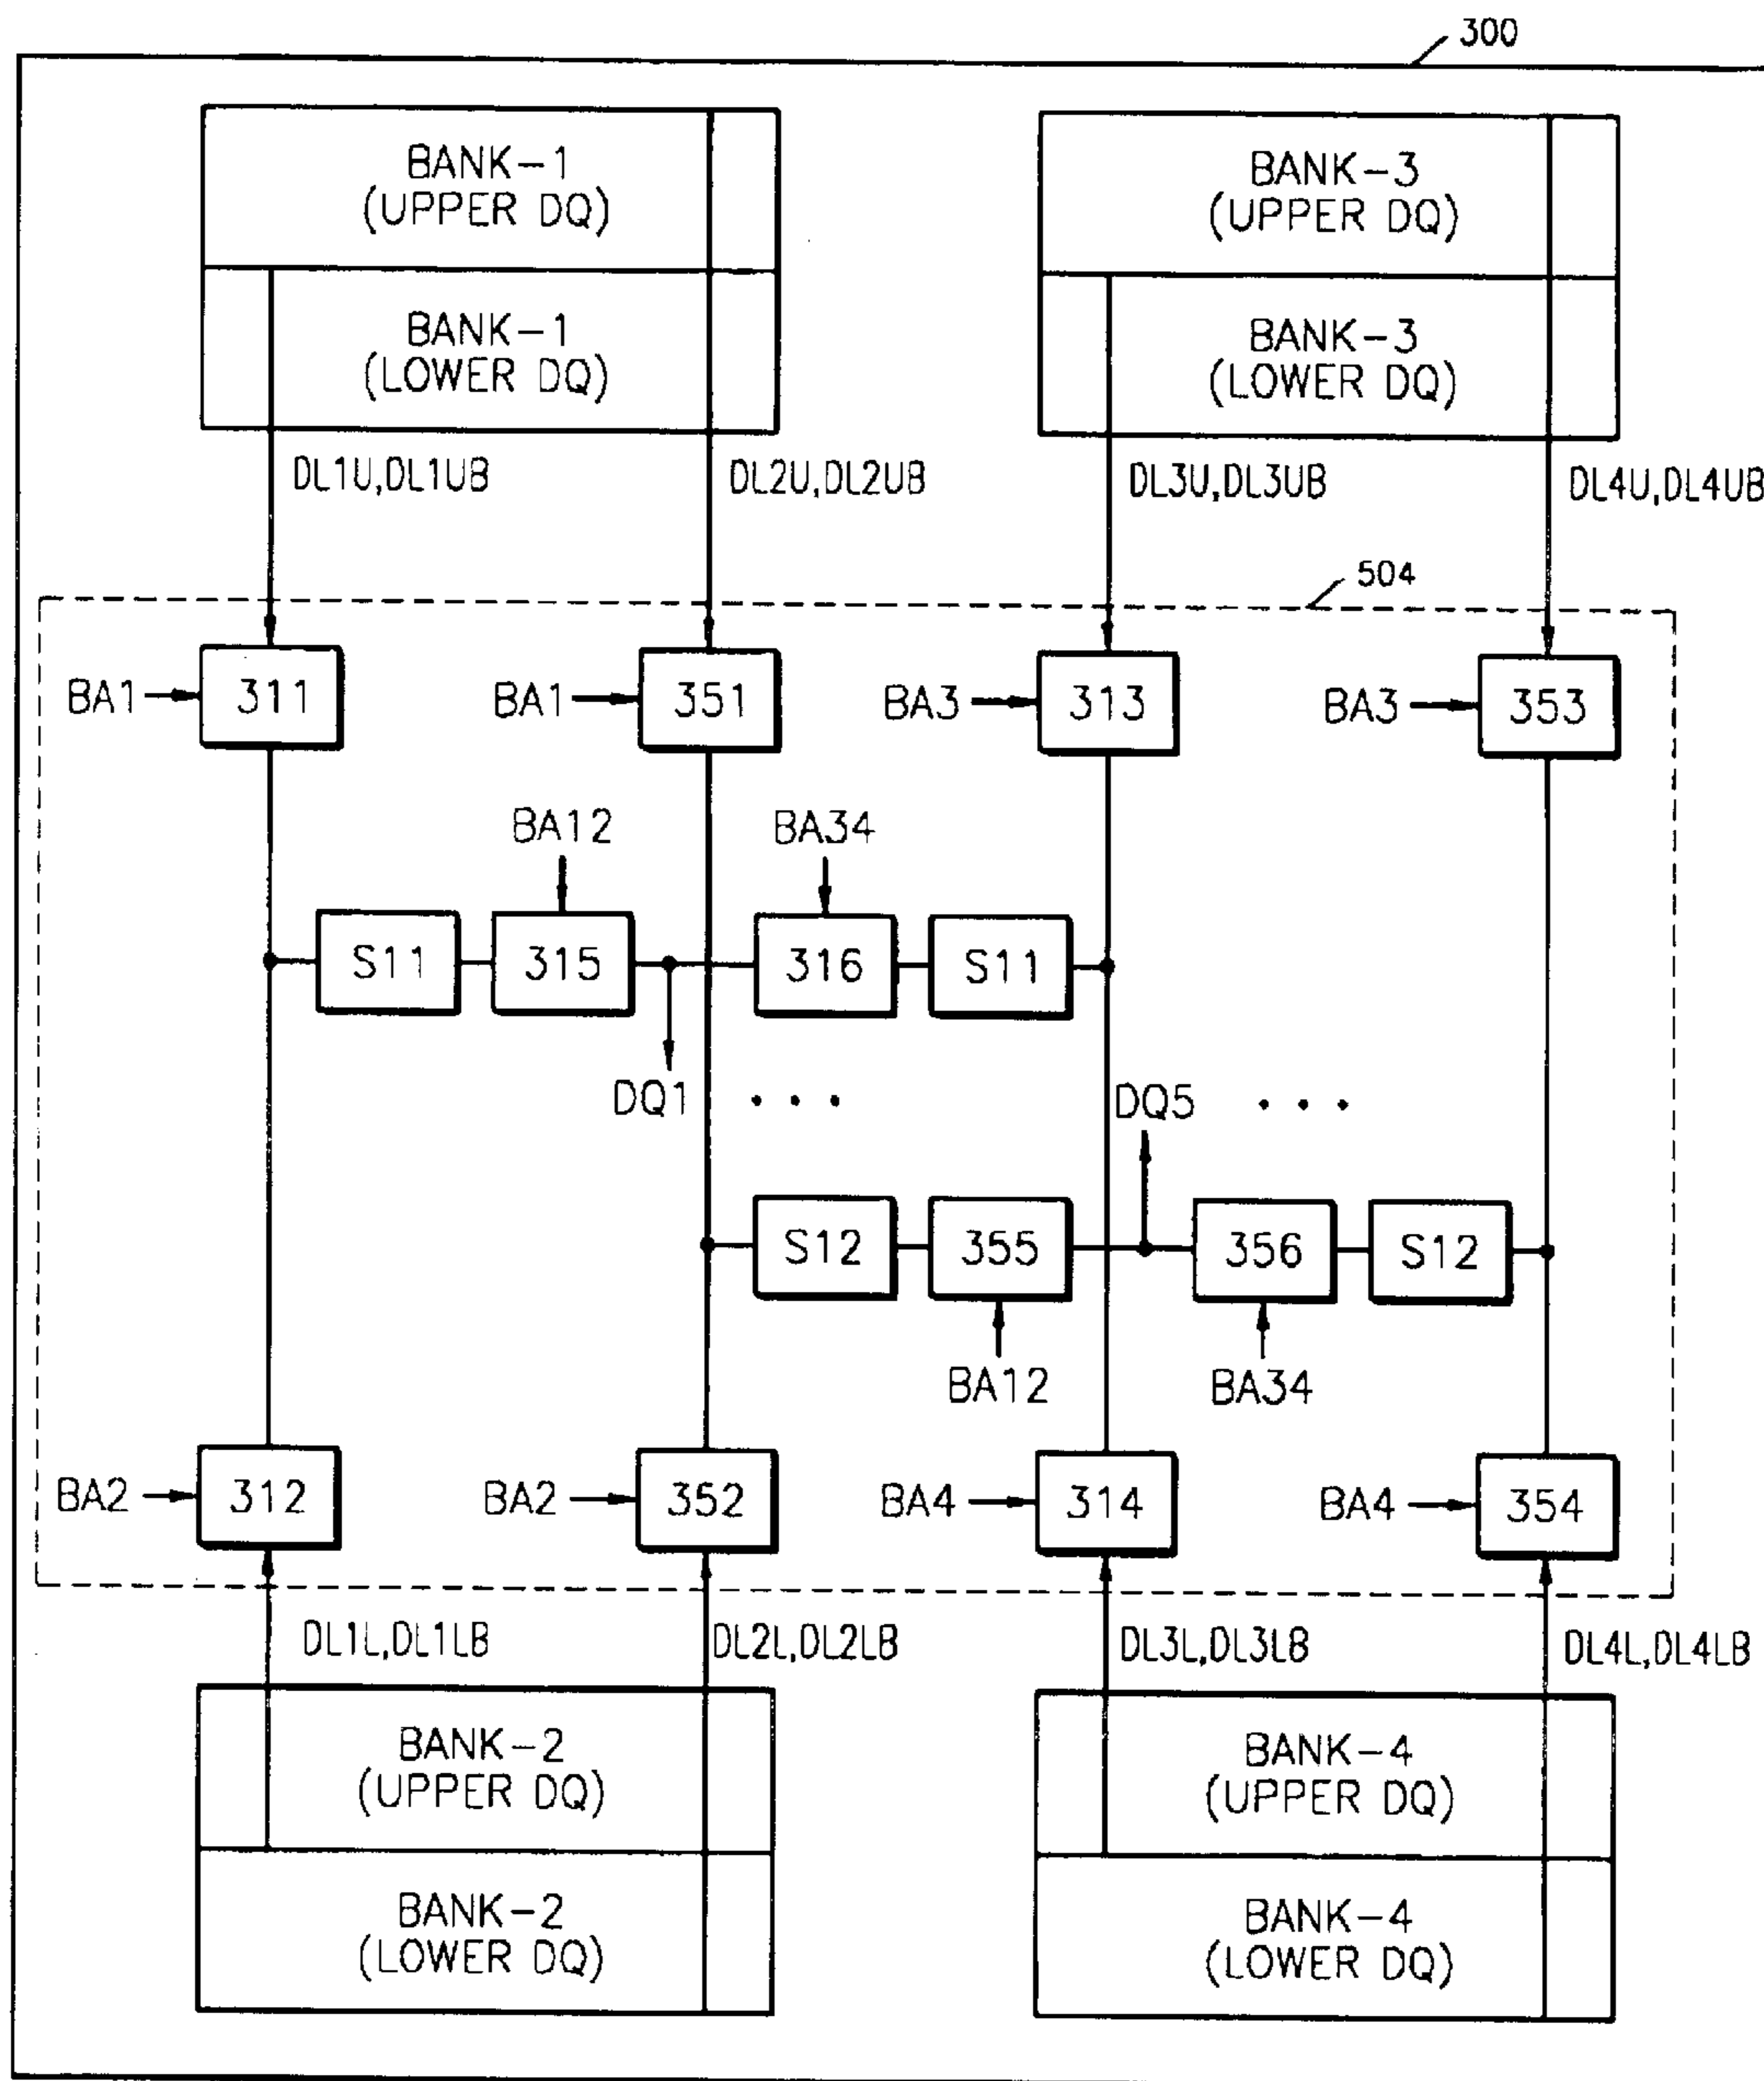 300
BANK-1
(UPPER DQ)
BANK-3
(UPPER DQ)
BANK-1
(LOWER DQ)
BANK-3
(LOWER DQ)
DL1U,DL1UB
DL2U,DL2UB
DL3U,DL3UB
DL4U,DL4UB
504
BA1
311
BA1
351
BA3
313
BA3
353
BA12
BA34
S11
315
316
S11
DQ1
. . .
DQ5
. . .
S12
355
356
S12
BA12
BA34
BA2
312
BA2
352
BA4
314
BA4
354
DL1L,DL1LB
DL2L,DL2LB
DL3L,DL3LB
DL4L,DL4LB
BANK-2
(UPPER DQ)
BANK-4
(UPPER DQ)
BANK-2
(LOWER DQ)
BANK-4
(LOWER DQ)